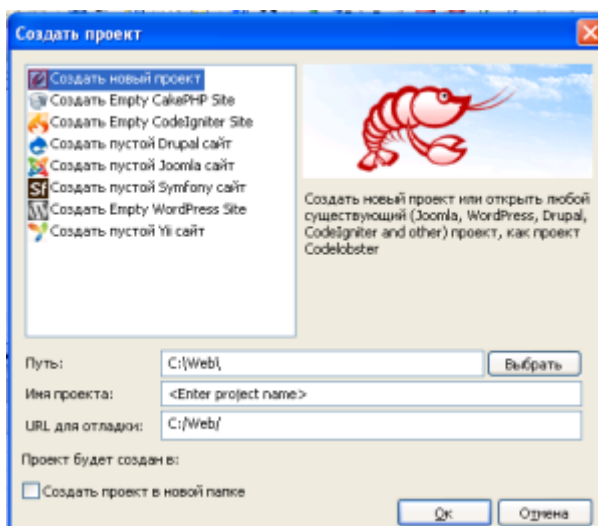 Создать проект
Создать новый проект
Создать Empty CakePHP Site
Создать Empty CodeIgniter Site
Создать пустой Drupal сайт
Создать пустой Joomla сайт
Создать пустой Symfony сайт
Создать Empty WordPress Site
Создать пустой Yii сайт
Создать новый проект или открыть любой
существующий (Joomla, WordPress, Drupal,
CodeIgniter and other) проект, как проект
Codelobster
Путь:
C:\Web\
Выбрать
Имя проекта:
<Enter project name>
URL для отладки:
C:/Web/
Проект будет создан в:
Создать проект в новой папке
Ок
Отмена